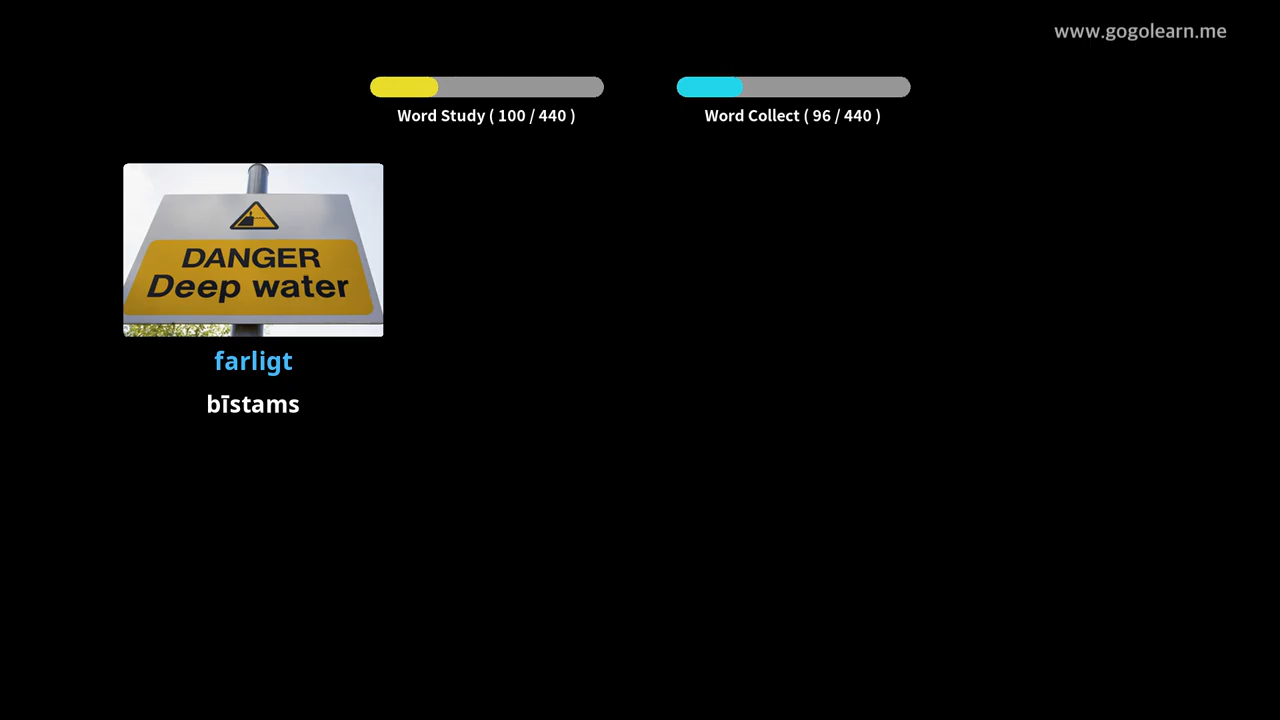 www.gogolearn.me
Word Study ( 100 / 440 )
Word Collect ( 96 / 440 )
DANGER
Deep water
farligt
bīstams